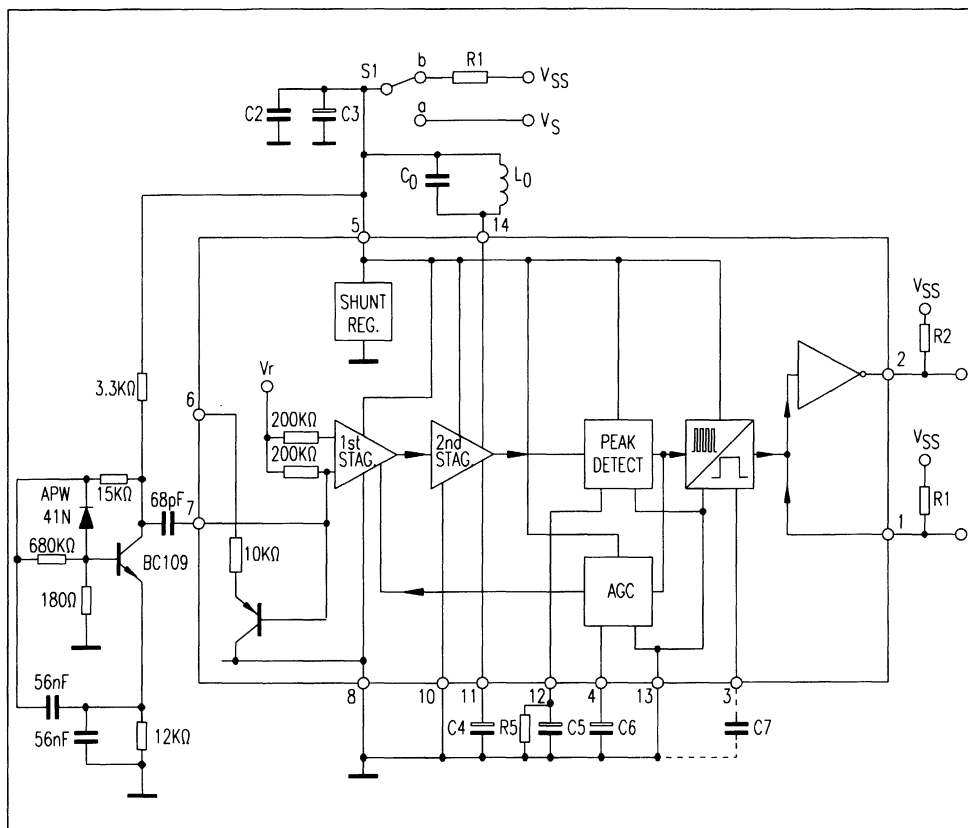 b
R1
VSS
S1
a
VS
C2
C3
C0
L0
5
14
SHUNT
REG.
VSS
R2
2
Vr
3.3KΩ
6
200KΩ
200KΩ
1st
STAG.
2nd
STAG.
PEAK
DETECT
VSS
R1
1
15KΩ
APW
41N
68pF
7
680KΩ
BC109
10KΩ
180Ω
AGC
56nF
56nF
12KΩ
8
10
11
12
4
13
3
C4
R5
C5
C6
C7